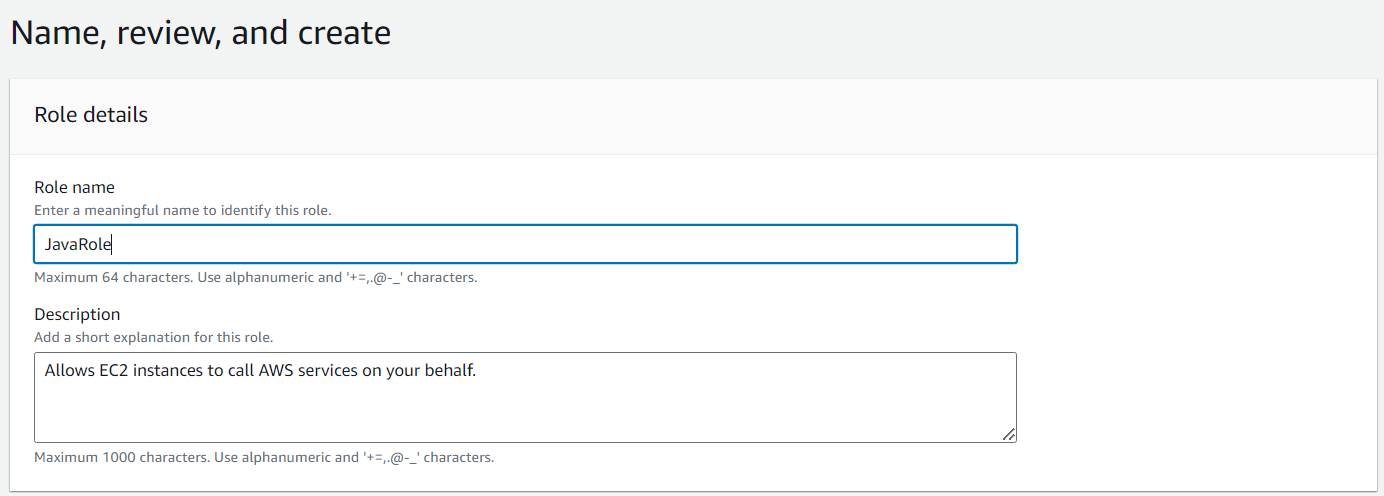 Name, review, and create
Role details
Role name
Enter a meaningful name to identify this role.
JavaRole
Maximum 64 characters. Use alphanumeric and '+=,.@-_' characters.
Description
Add a short explanation for this role.
Allows EC2 instances to call AWS services on your behalf.
Maximum 1000 characters. Use alphanumeric and '+=,.@-_' characters.